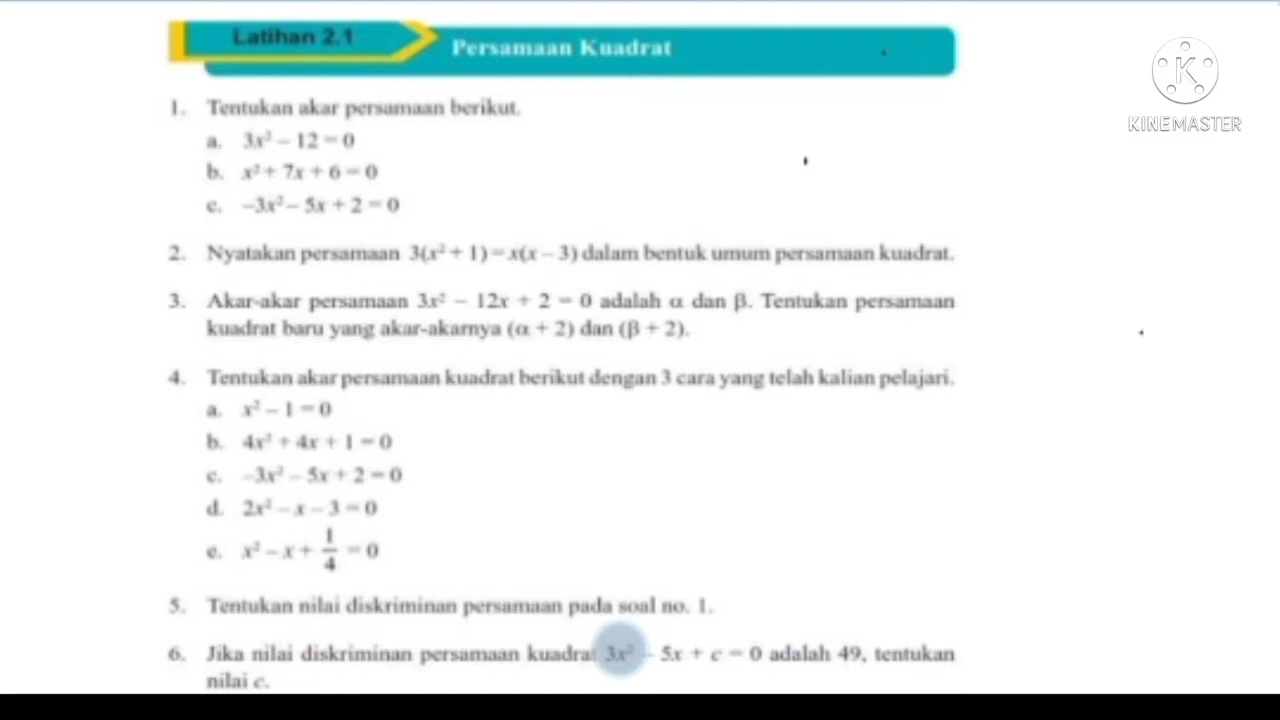 Latihan 2.1
Persamaan Kuadrat
K
KINEMASTER
1. Tentukan akar persamaan berikut.
a. 3x² – 12 = 0
b. x² + 7x + 6 = 0
c. –3x² – 5x + 2 = 0
2. Nyatakan persamaan 3(x² + 1) = x(x – 3) dalam bentuk umum persamaan kuadrat.
3. Akar-akar persamaan 3x² – 12x + 2 = 0 adalah α dan β. Tentukan persamaan
kuadrat baru yang akar-akarnya (α + 2) dan (β + 2).
4. Tentukan akar persamaan kuadrat berikut dengan 3 cara yang telah kalian pelajari.
a. x² – 1 = 0
b. 4x² + 4x + 1 = 0
c. –3x² – 5x + 2 = 0
d. 2x² – x – 3 = 0
e. x² – x + 1/4 = 0
5. Tentukan nilai diskriminan persamaan pada soal no. 1.
6. Jika nilai diskriminan persamaan kuadrat 3x² – 5x + c = 0 adalah 49, tentukan
nilai c.